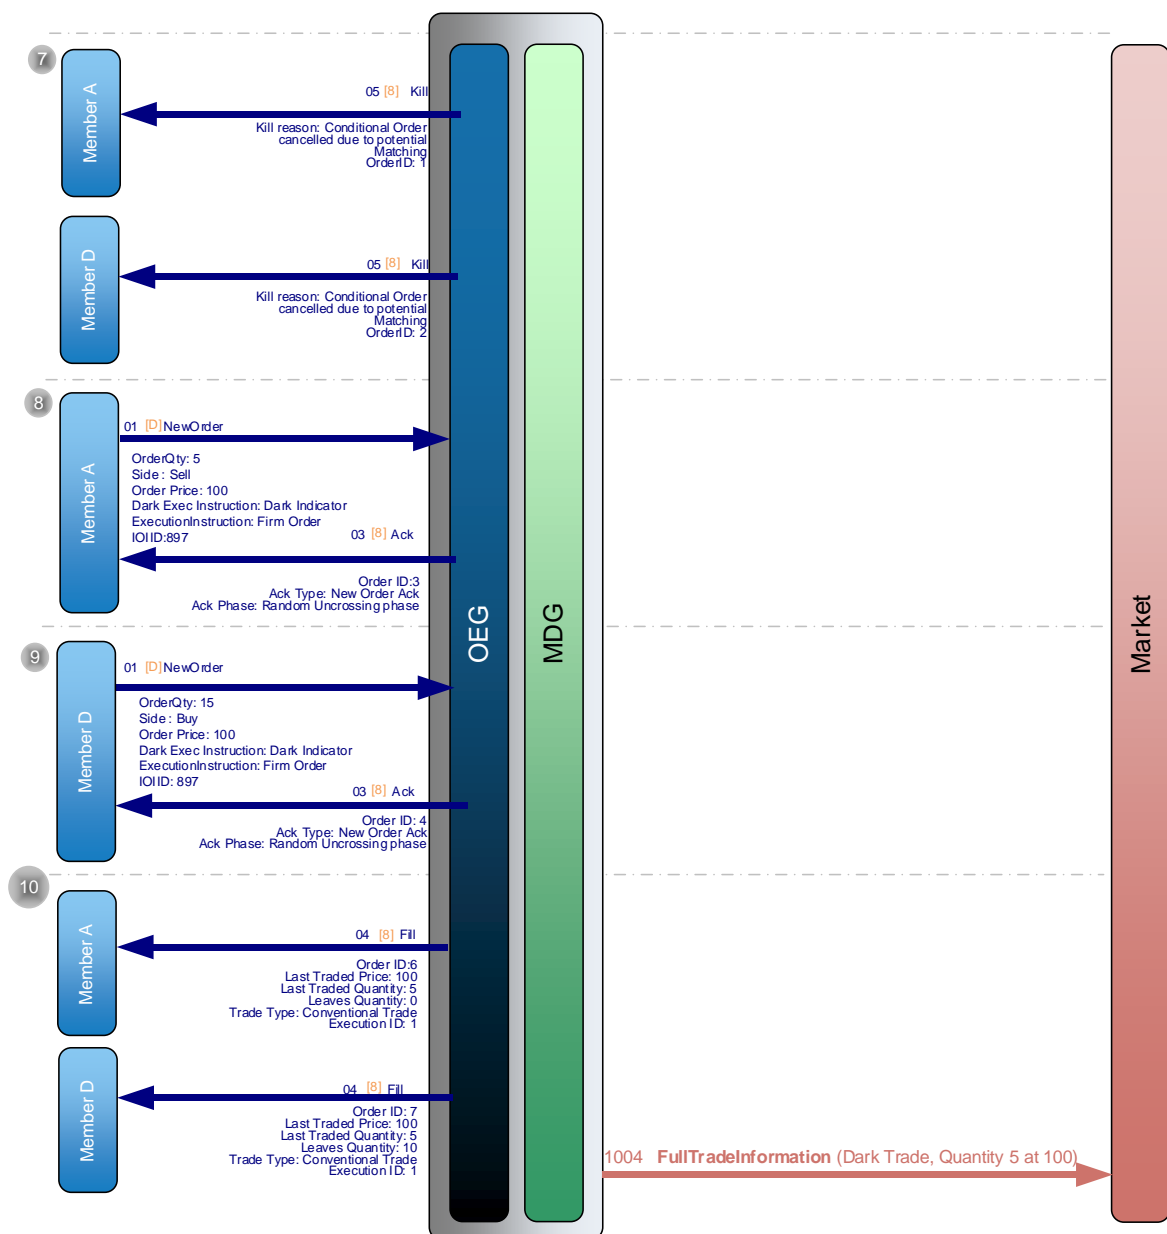 7
Member A
05 [8] Kill
Kill reason: Conditional Order
cancelled due to potential
Matching
OrderID: 1
Member D
05 [8] Kill
Kill reason: Conditional Order
cancelled due to potential
Matching
OrderID: 2
8
Member A
01 [D] NewOrder
OrderQty: 5
Side : Sell
Order Price: 100
Dark Exec Instruction: Dark Indicator
ExecutionInstruction: Firm Order
IOIID:897
03 [8] Ack
Order ID:3
Ack Type: New Order Ack
Ack Phase: Random Uncrossing phase
OEG
MDG
Market
9
Member D
01 [D] NewOrder
OrderQty: 15
Side : Buy
Order Price: 100
Dark Exec Instruction: Dark Indicator
ExecutionInstruction: Firm Order
IOIID: 897
03 [8] Ack
Order ID: 4
Ack Type: New Order Ack
Ack Phase: Random Uncrossing phase
10
Member A
04 [8] Fill
Order ID:6
Last Traded Price: 100
Last Traded Quantity: 5
Leaves Quantity: 0
Trade Type: Conventional Trade
Execution ID: 1
Member D
04 [8] Fill
Order ID: 7
Last Traded Price: 100
Last Traded Quantity: 5
Leaves Quantity: 10
Trade Type: Conventional Trade
Execution ID: 1
1004 FullTradeInformation (Dark Trade, Quantity 5 at 100)